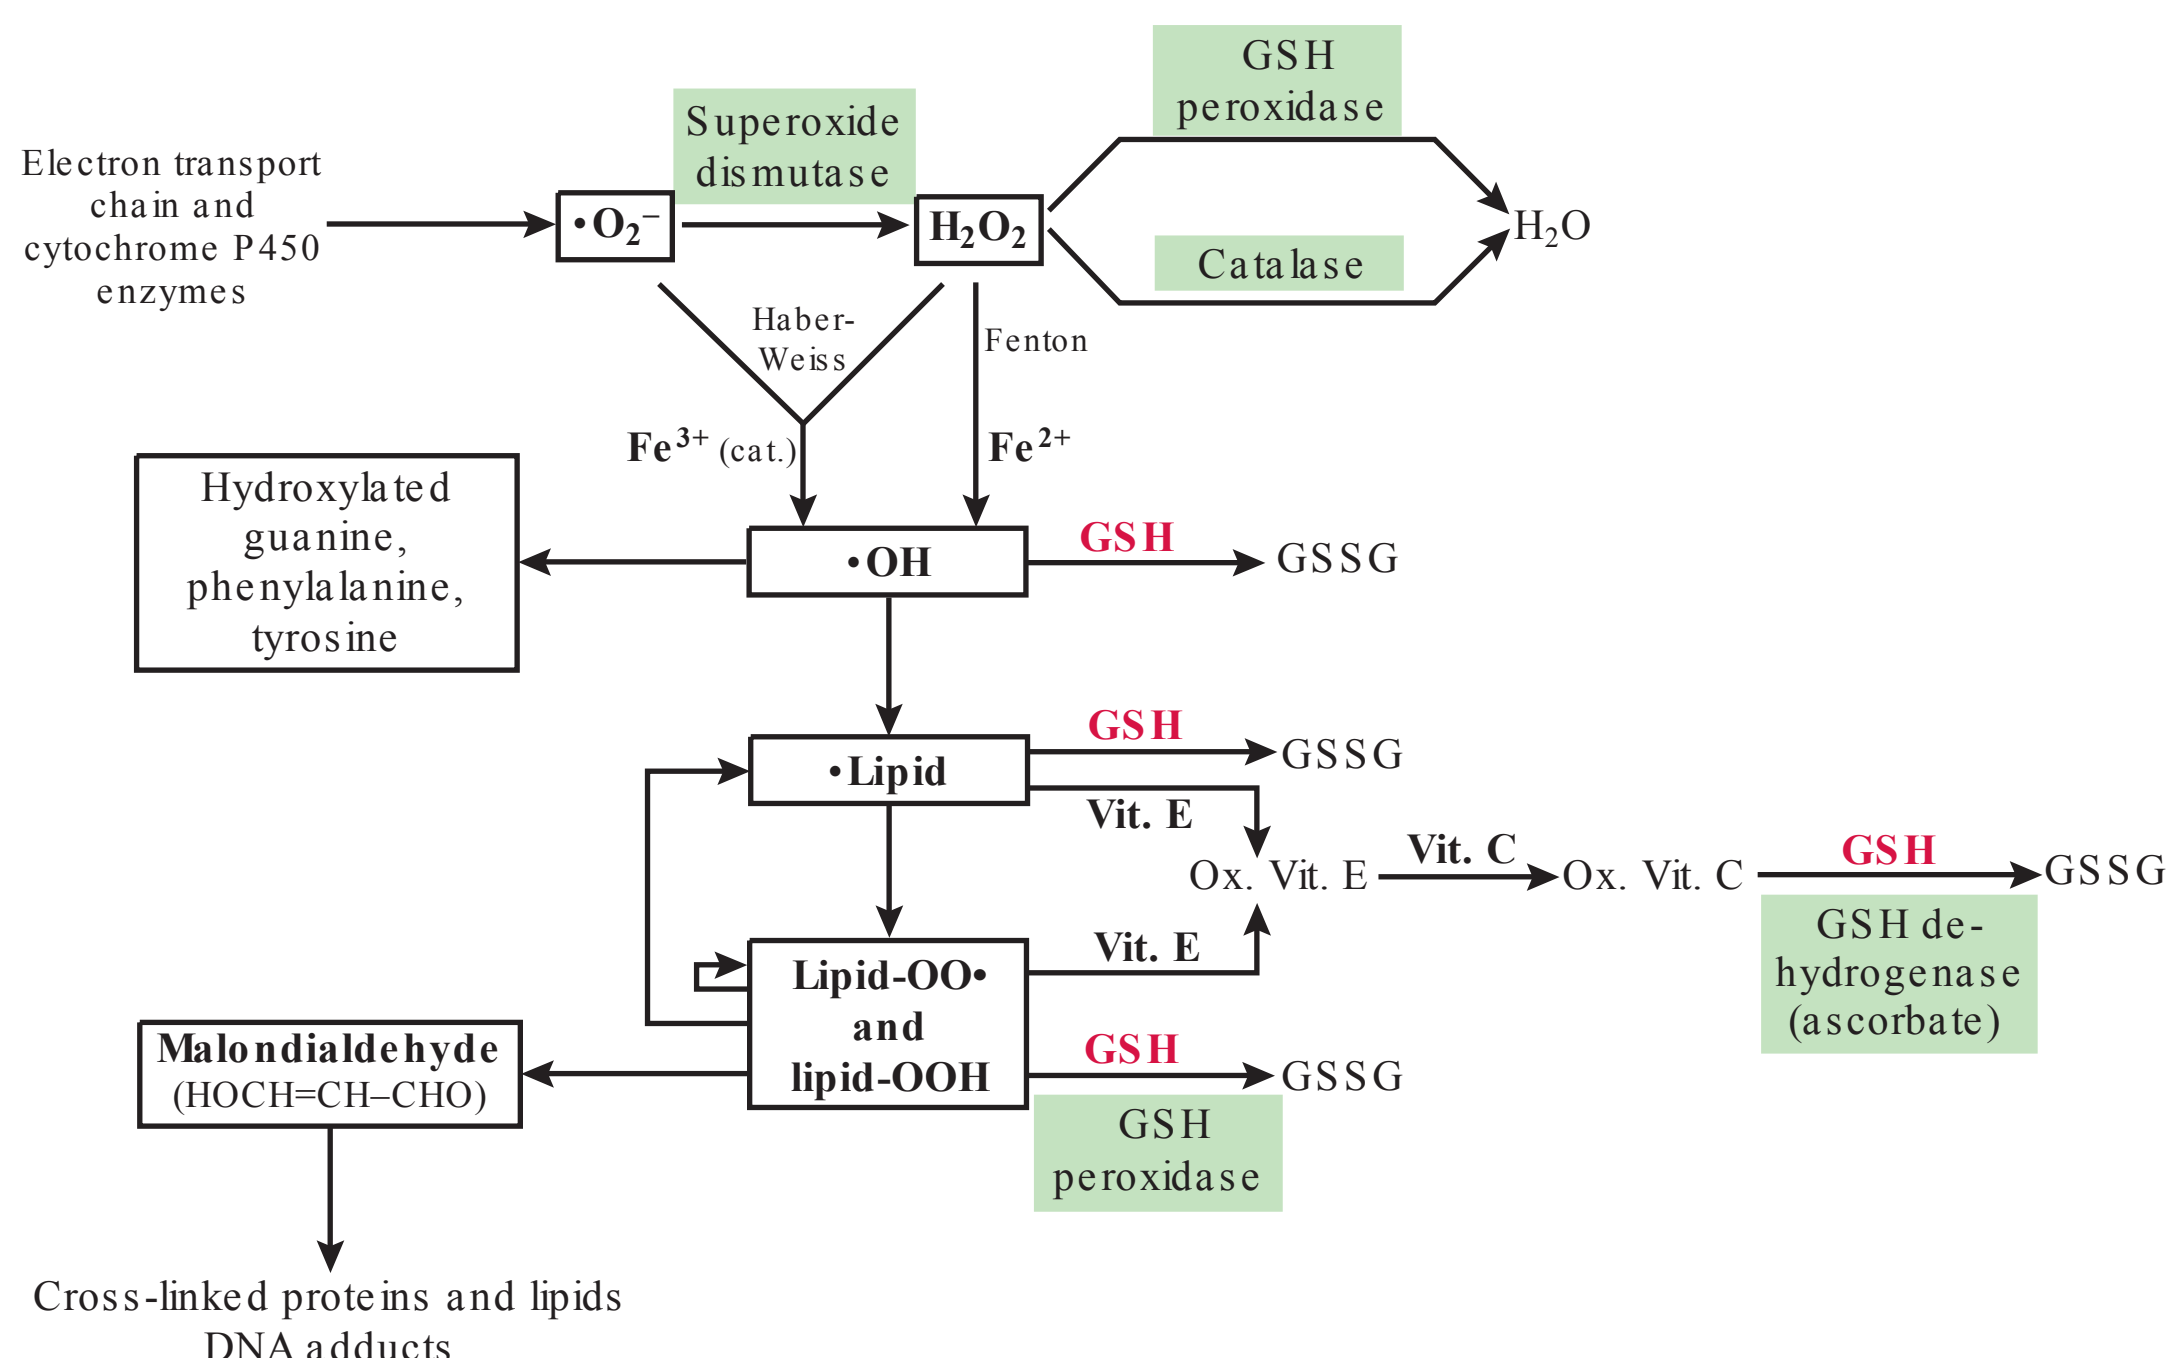 GSH
peroxidase
Superoxide
dismutase
Electron transport
chain and
cytochrome P450
enzymes
•O₂⁻
H₂O₂
H₂O
Catalase
Haber-
Weiss
Fenton
Fe³⁺ (cat.)
Fe²⁺
Hydroxylated
guanine,
phenylalanine,
tyrosine
•OH
GSH
GSSG
•Lipid
GSH
GSSG
Vit. E
Ox. Vit. E
Vit. C
Ox. Vit. C
GSH
GSSG
GSH de-
hydrogenase
(ascorbate)
Vit. E
Lipid-OO•
and
lipid-OOH
GSH
GSSG
GSH
peroxidase
Malondialdehyde
(HOCH=CH–CHO)
Cross-linked proteins and lipids
DNA adducts